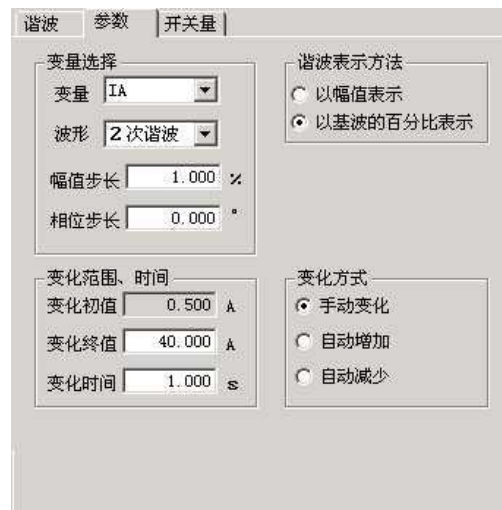 谐波 参数 开关量
变量选择
变量 IA
波形 2次谐波
幅值步长 1.000 %
相位步长 0.000 °
谐波表示方法
以幅值表示
以基波的百分比表示
变化范围、时间
变化初值 0.500 A
变化终值 40.000 A
变化时间 1.000 s
变化方式
手动变化
自动增加
自动减少